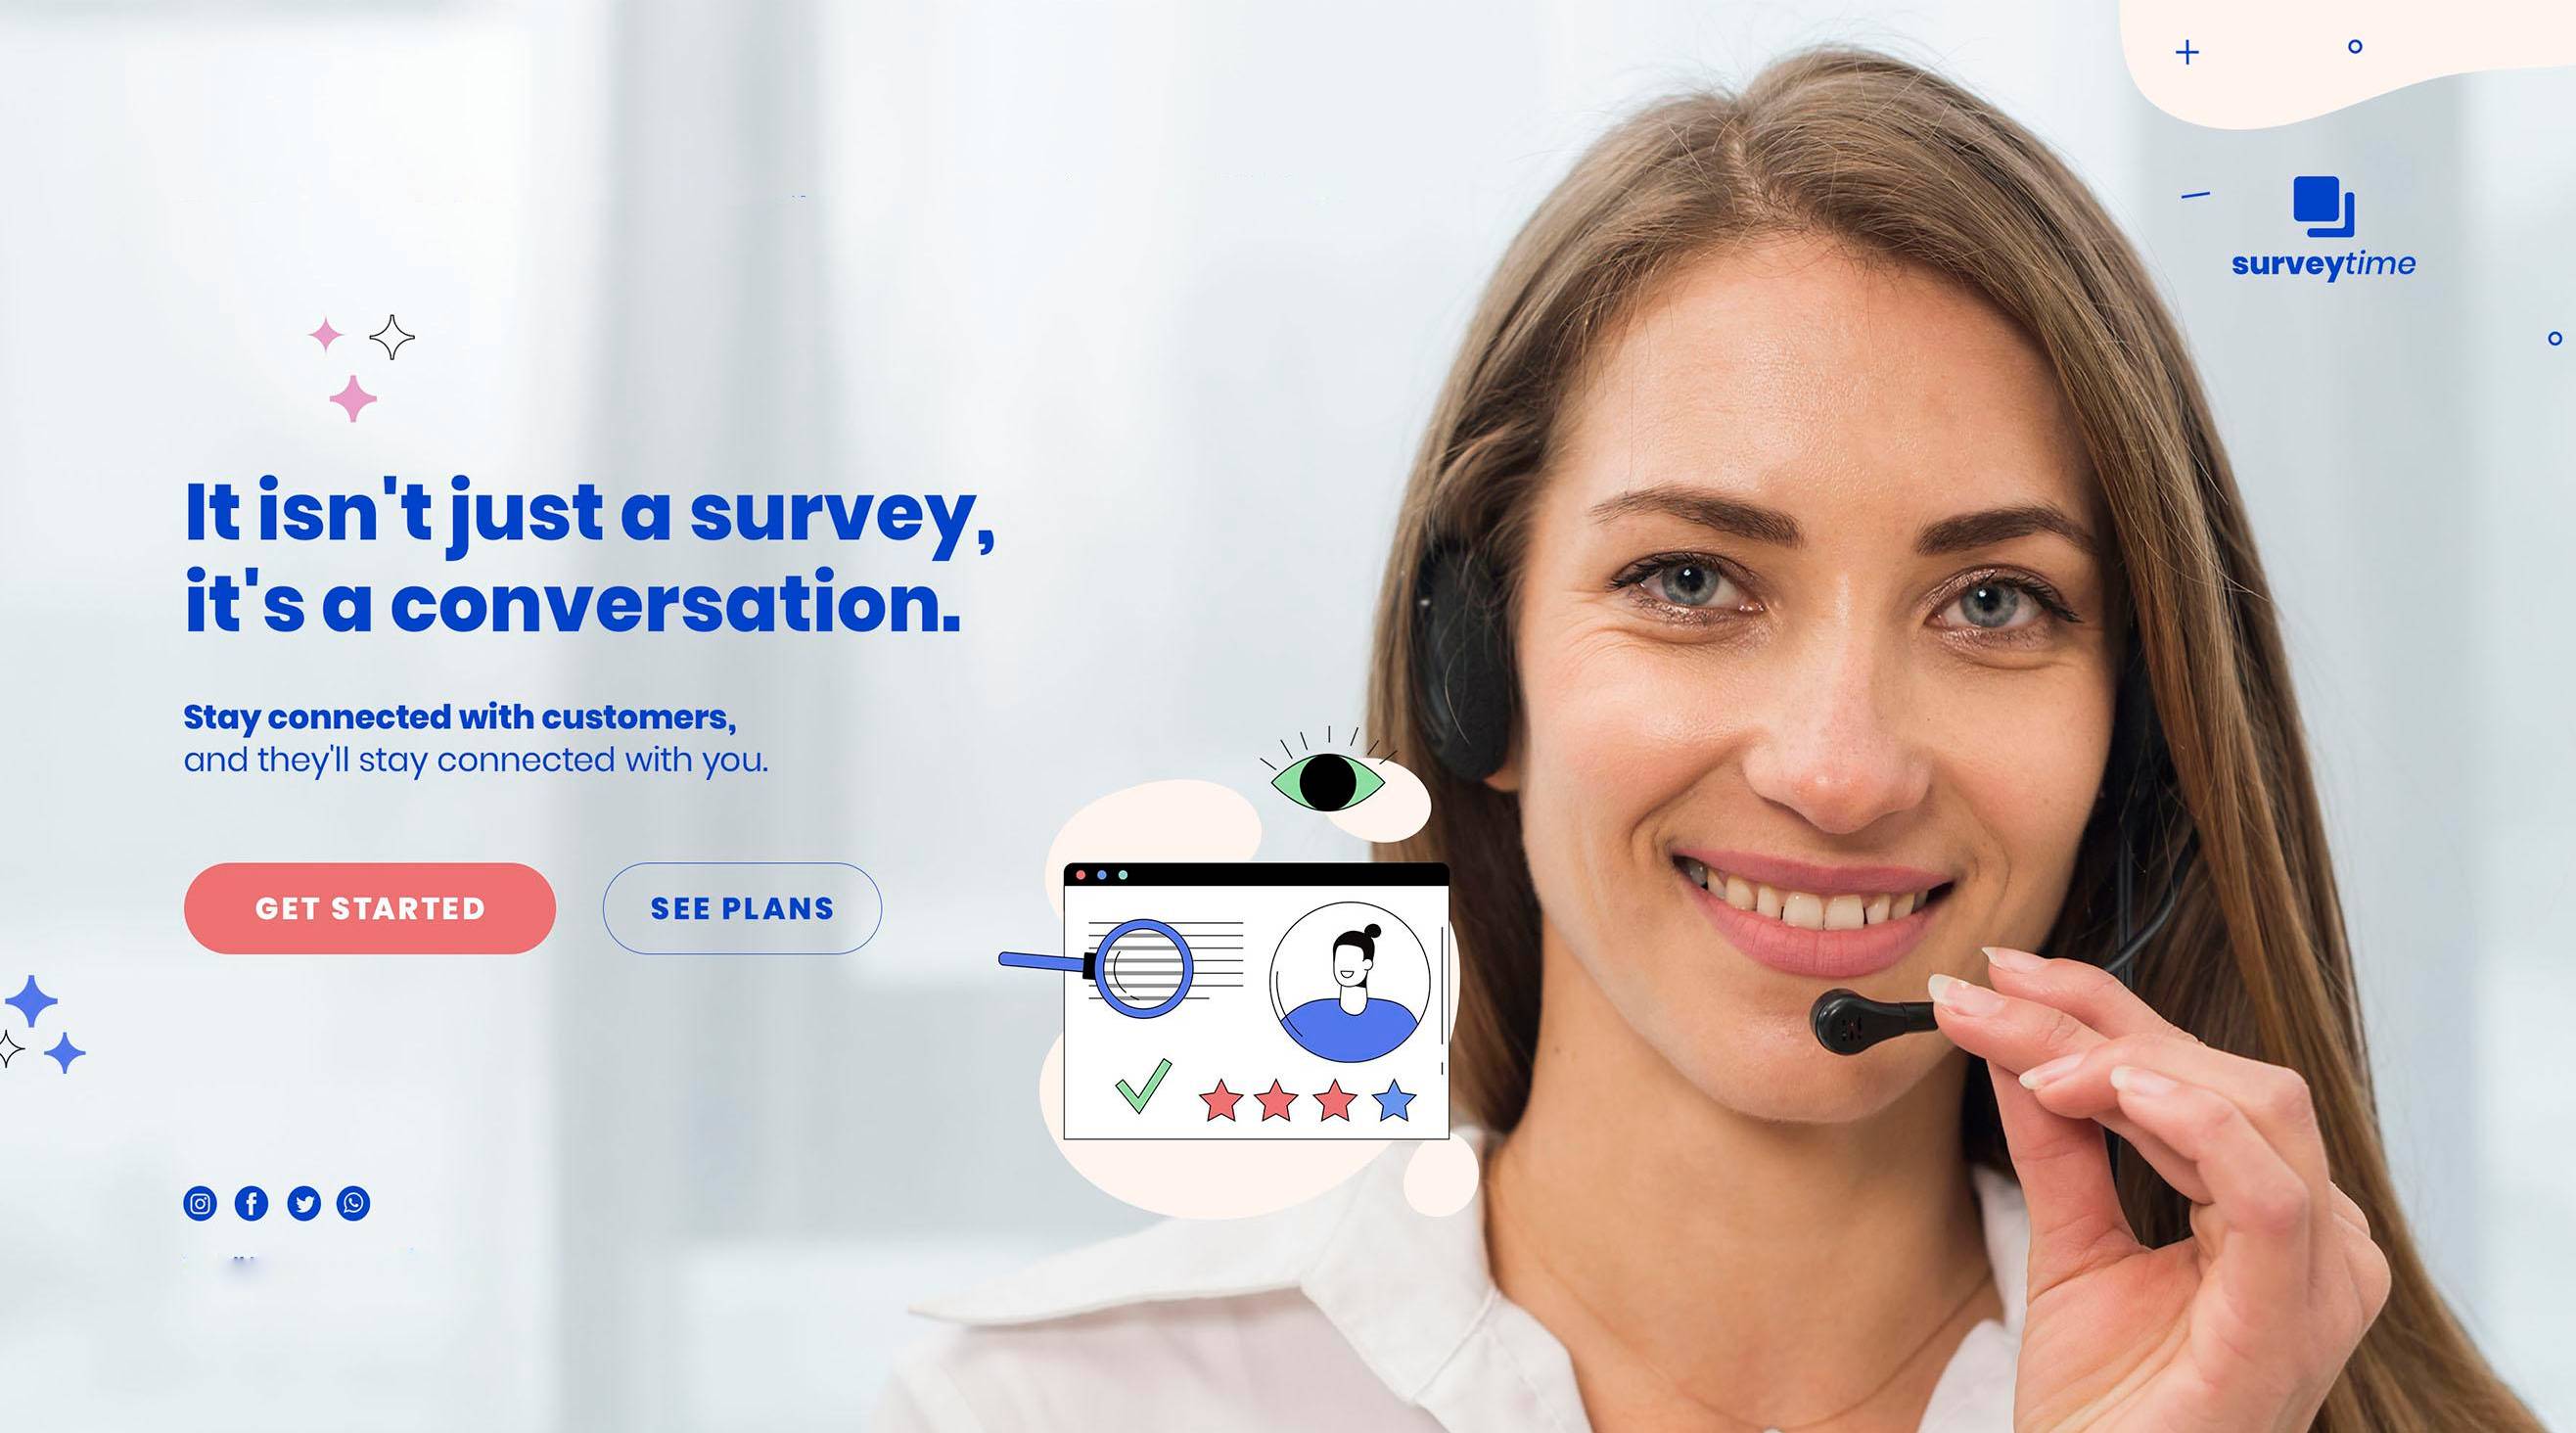 surveytime
It isn't just a survey,
it's a conversation.
Stay connected with customers,
and they'll stay connected with you.
GET STARTED
SEE PLANS